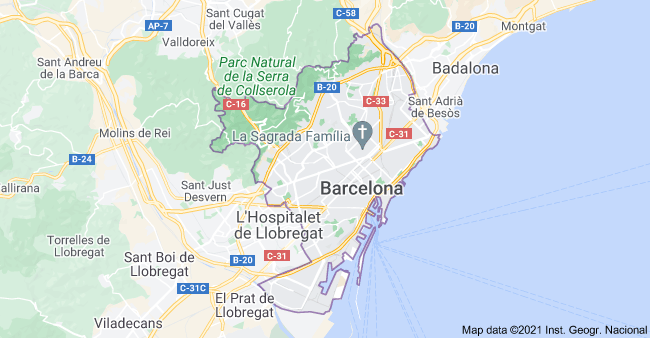 Sant Cugat
del Vallès
C-58
B-20
Montgat
AP-7
Valldoreix
Parc Natural
de la Serra
de Collserola
Sant Andreu
de la Barca
Badalona
B-20
C-16
C-33
Sant Adrià
de Besòs
Molins de Rei
La Sagrada Família
C-31
B-24
allirana
Sant Just
Desvern
Barcelona
L'Hospitalet
de Llobregat
Torrelles de
Llobregat
Sant Boi de
Llobregat
B-20
C-31
C-31C
El Prat de
Llobregat
Viladecans
Map data ©2021 Inst. Geogr. Nacional